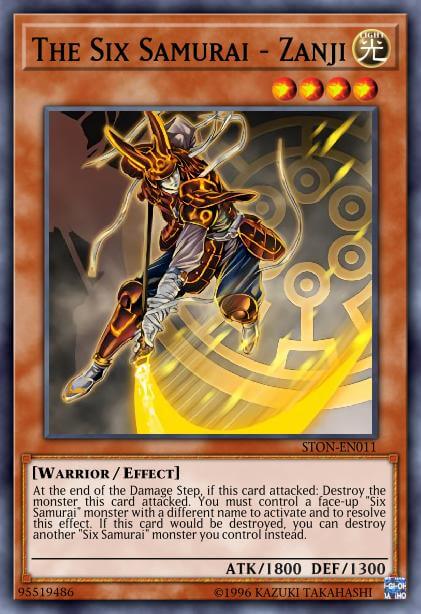 THE SIX SAMURAI - ZANJI
LIGHT
光
STON-EN011
[WARRIOR / EFFECT]
At the end of the Damage Step, if this card attacked: Destroy the
monster this card attacked. You must control a face-up "Six
Samurai" monster with a different name to activate and to resolve
this effect. If this card would be destroyed, you can destroy
another "Six Samurai" monster you control instead.
ATK/1800 DEF/1300
95519486
©1996 KAZUKI TAKAHASHI